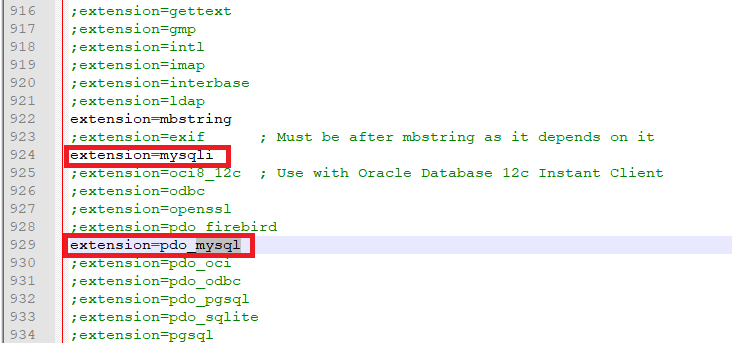 916 ;extension=gettext
917 ;extension=gmp
918 ;extension=intl
919 ;extension=imap
920 ;extension=interbase
921 ;extension=ldap
922 extension=mbstring
923 ;extension=exif      ; Must be after mbstring as it depends on it
924 extension=mysqli
925 ;extension=oci8_12c  ; Use with Oracle Database 12c Instant Client
926 ;extension=odbc
927 ;extension=openssl
928 ;extension=pdo_firebird
929 extension=pdo_mysql
930 ;extension=pdo_oci
931 ;extension=pdo_odbc
932 ;extension=pdo_pgsql
933 ;extension=pdo_sqlite
934 ;extension=pgsql